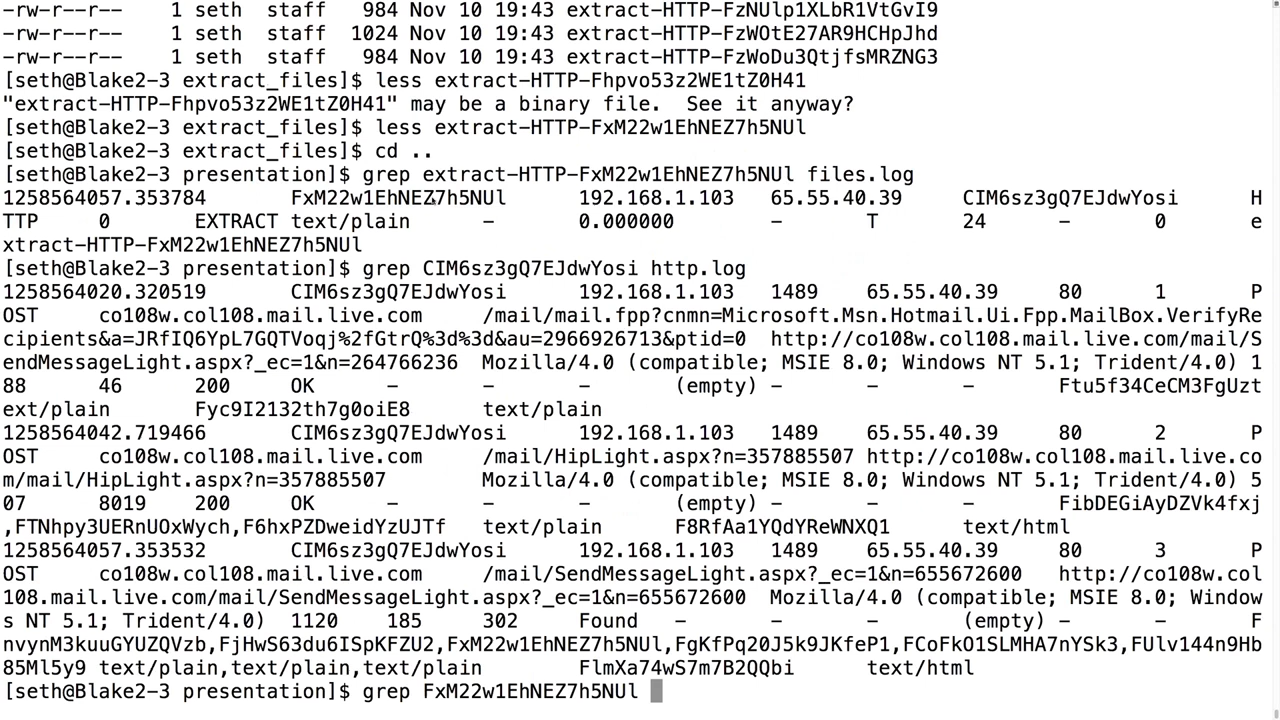 -rw-r--r-- 1 seth staff 984 Nov 10 19:43 extract-HTTP-FzNUlp1XLbR1VtGvI9
-rw-r--r-- 1 seth staff 1024 Nov 10 19:43 extract-HTTP-FzWOtE27AR9HCHpJhd
-rw-r--r-- 1 seth staff 984 Nov 10 19:43 extract-HTTP-FzWoDu3QtjfsMRZNG3
[seth@Blake2-3 extract_files]$ less extract-HTTP-Fhpvo53z2WE1tZ0H41
"extract-HTTP-Fhpvo53z2WE1tZ0H41" may be a binary file.  See it anyway?
[seth@Blake2-3 extract_files]$ less extract-HTTP-FxM22w1EhNEZ7h5NUl
[seth@Blake2-3 extract_files]$ cd ..
[seth@Blake2-3 presentation]$ grep extract-HTTP-FxM22w1EhNEZ7h5NUl files.log
1258564057.353784 FxM22w1EhNEZ7h5NUl 192.168.1.103 65.55.40.39 CIM6sz3gQ7EJdwYosi H
TTP 0 EXTRACT text/plain - 0.000000 - T 24 - 0 e
xtract-HTTP-FxM22w1EhNEZ7h5NUl
[seth@Blake2-3 presentation]$ grep CIM6sz3gQ7EJdwYosi http.log
1258564020.320519 CIM6sz3gQ7EJdwYosi 192.168.1.103 1489 65.55.40.39 80 1 P
OST co108w.col108.mail.live.com /mail/mail.fpp?cnmn=Microsoft.Msn.Hotmail.Ui.Fpp.MailBox.VerifyRe
cipients&a=JRfIQ6YpL7GQTVoqj%2fGtrQ%3d%3d&au=2966926713&ptid=0 http://co108w.col108.mail.live.com/mail/S
endMessageLight.aspx?_ec=1&n=264766236 Mozilla/4.0 (compatible; MSIE 8.0; Windows NT 5.1; Trident/4.0) 1
88 46 200 OK - - - (empty) - - - Ftu5f34CeCM3FgUzt
ext/plain Fyc9I2132th7g0oiE8 text/plain
1258564042.719466 CIM6sz3gQ7EJdwYosi 192.168.1.103 1489 65.55.40.39 80 2 P
OST co108w.col108.mail.live.com /mail/HipLight.aspx?n=357885507 http://co108w.col108.mail.live.co
m/mail/HipLight.aspx?n=357885507 Mozilla/4.0 (compatible; MSIE 8.0; Windows NT 5.1; Trident/4.0) 5
07 8019 200 OK - - - (empty) - - - FibDEGiAyDZVk4fxj
,FTNhpy3UERnUOxWych,F6hxPZDweidYzUJTf text/plain F8RfAa1YQdYReWNXQ1 text/html
1258564057.353532 CIM6sz3gQ7EJdwYosi 192.168.1.103 1489 65.55.40.39 80 3 P
OST co108w.col108.mail.live.com /mail/SendMessageLight.aspx?_ec=1&n=655672600 http://co108w.col
108.mail.live.com/mail/SendMessageLight.aspx?_ec=1&n=655672600 Mozilla/4.0 (compatible; MSIE 8.0; Window
s NT 5.1; Trident/4.0) 1120 185 302 Found - - - (empty) - - - F
nvynM3kuuGYUZQVzb,FjHwS63du6ISpKFZU2,FxM22w1EhNEZ7h5NUl,FgKfPq20J5k9JKfeP1,FCoFkO1SLMHA7nYSk3,FUlv144n9Hb
85Ml5y9 text/plain,text/plain,text/plain FlmXa74wS7m7B2QQbi text/html
[seth@Blake2-3 presentation]$ grep FxM22w1EhNEZ7h5NUl